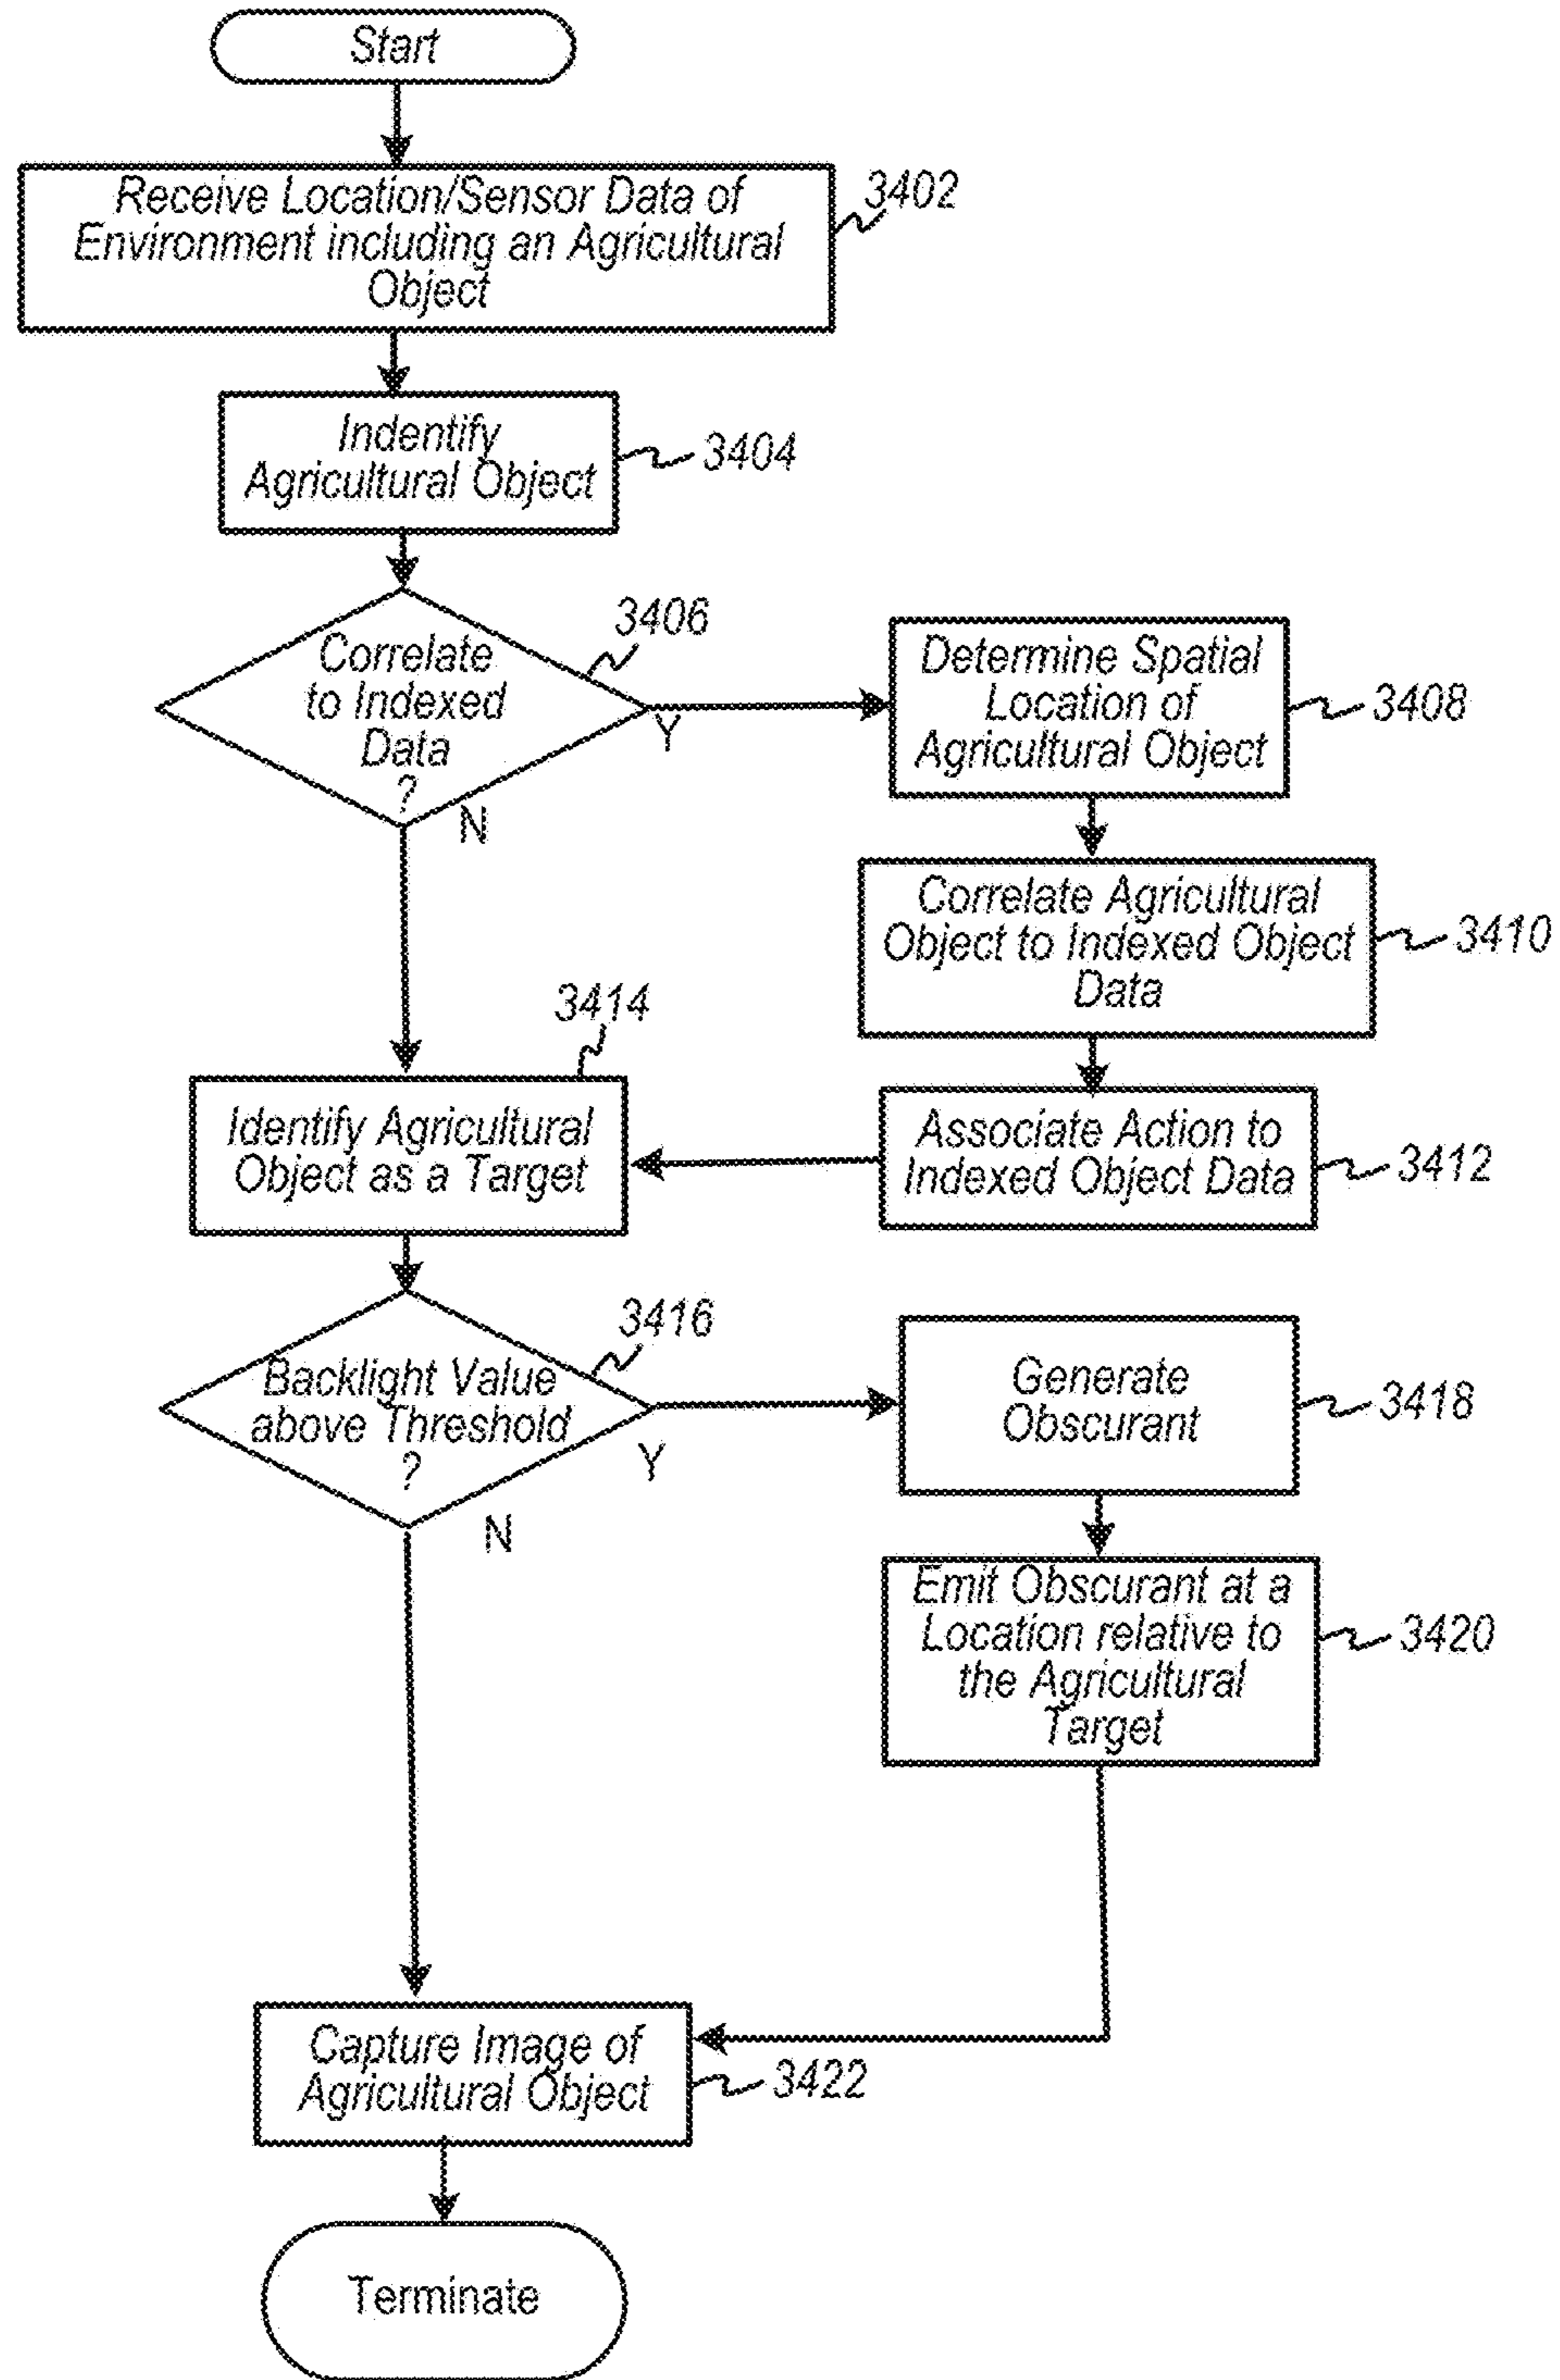 Start
Receive Location/Sensor Data of
Environment including an Agricultural
Object
3402
Indentify
Agricultural Object
3404
Correlate
to Indexed
Data
?
3406
Y
N
Determine Spatial
Location of
Agricultural Object
3408
Correlate Agricultural
Object to Indexed Object
Data
3410
Associate Action to
Indexed Object Data
3412
3414
Identify Agricultural
Object as a Target
Backlight Value
above Threshold
?
3416
Y
N
Generate
Obscurant
3418
Emit Obscurant at a
Location relative to
the Agricultural
Target
3420
Capture Image of
Agricultural Object
3422
Terminate